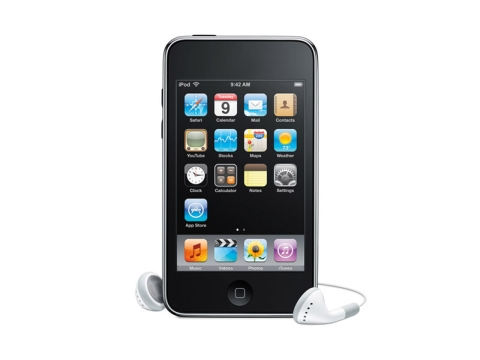 iPod 9:42 AM
Tuesday
9
Safari Calendar Mail Contacts
YouTube Stocks Maps Weather
Clock Calculator Notes Settings
App Store
Music Videos Photos iTunes